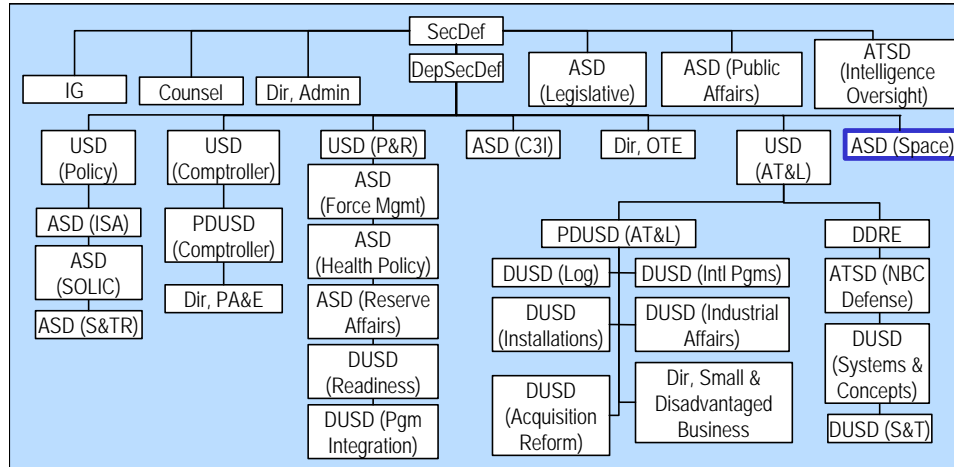 SecDef
DepSecDef
IG
Counsel
Dir, Admin
ASD
(Legislative)
ASD (Public
Affairs)
ATSD
(Intelligence
Oversight)
USD
(Policy)
ASD (ISA)
ASD
(SOLIC)
ASD (S&TR)
USD
(Comptroller)
PDUSD
(Comptroller)
Dir, PA&E
USD (P&R)
ASD
(Force Mgmt)
ASD
(Health Policy)
ASD (Reserve
Affairs)
DUSD
(Readiness)
DUSD (Pgm
Integration)
ASD (C3I)
Dir, OTE
USD
(AT&L)
ASD (Space)
PDUSD (AT&L)
DUSD (Log)
DUSD (Intl Pgms)
DUSD
(Installations)
DUSD (Industrial
Affairs)
DUSD
(Acquisition
Reform)
Dir, Small &
Disadvantaged
Business
DDRE
ATSD (NBC
Defense)
DUSD
(Systems &
Concepts)
DUSD (S&T)